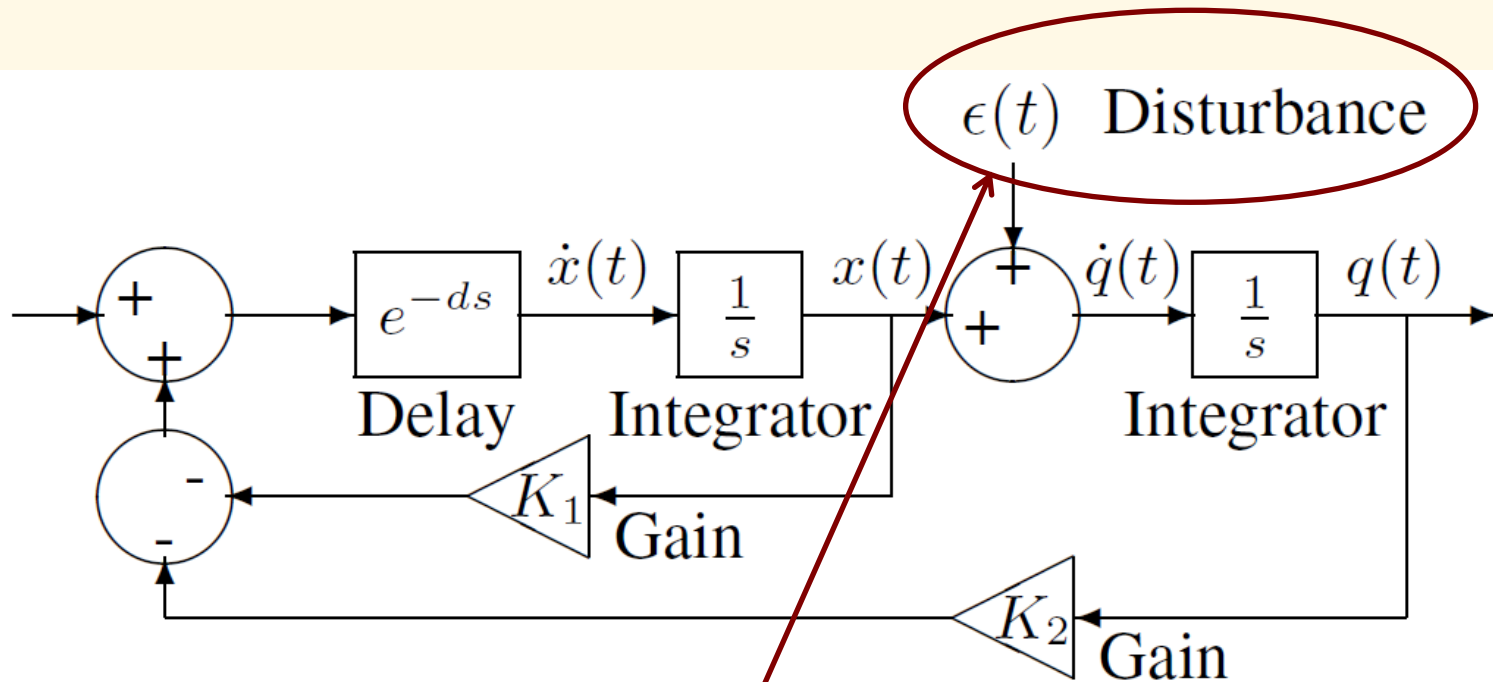 ϵ(t) Disturbance
+
+
e^{-ds}
ẋ(t)
1/s
x(t)
+
+
q̇(t)
1/s
q(t)
Delay
Integrator
Integrator
-
-
K₁
Gain
K₂
Gain